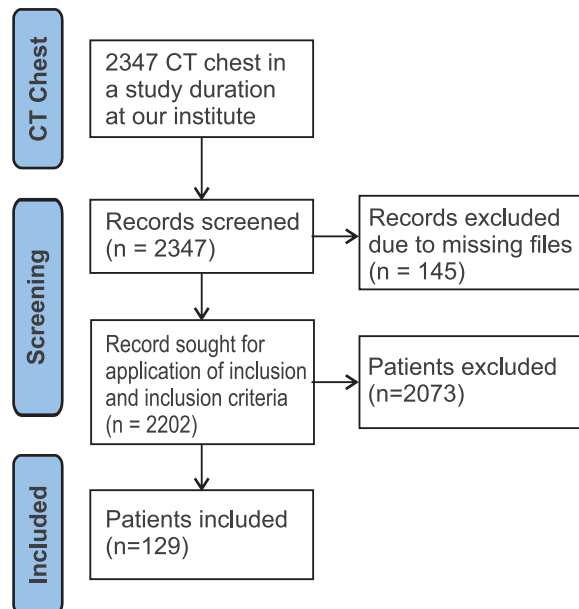 CT Chest
2347 CT chest in
a study duration
at our institute
Screening
Records screened
(n = 2347)
Records excluded
due to missing files
(n = 145)
Record sought for
application of inclusion
and inclusion criteria
(n = 2202)
Patients excluded
(n=2073)
Included
Patients included
(n=129)